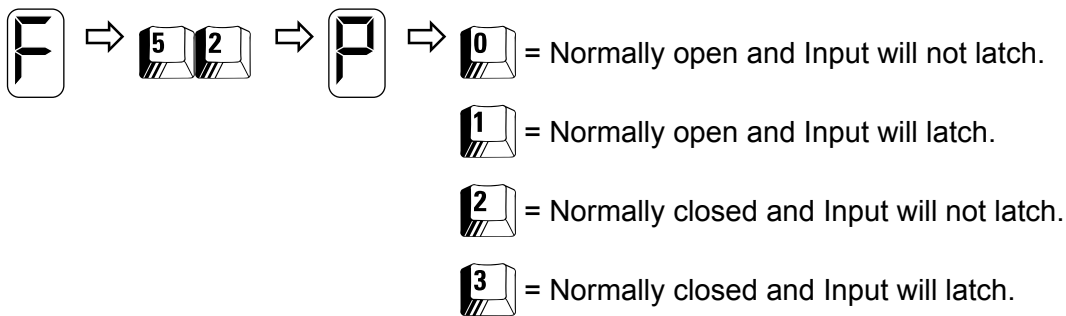 F ⇨ 5 2 ⇨ P ⇨ 0 = Normally open and Input will not latch.
1 = Normally open and Input will latch.
2 = Normally closed and Input will not latch.
3 = Normally closed and Input will latch.